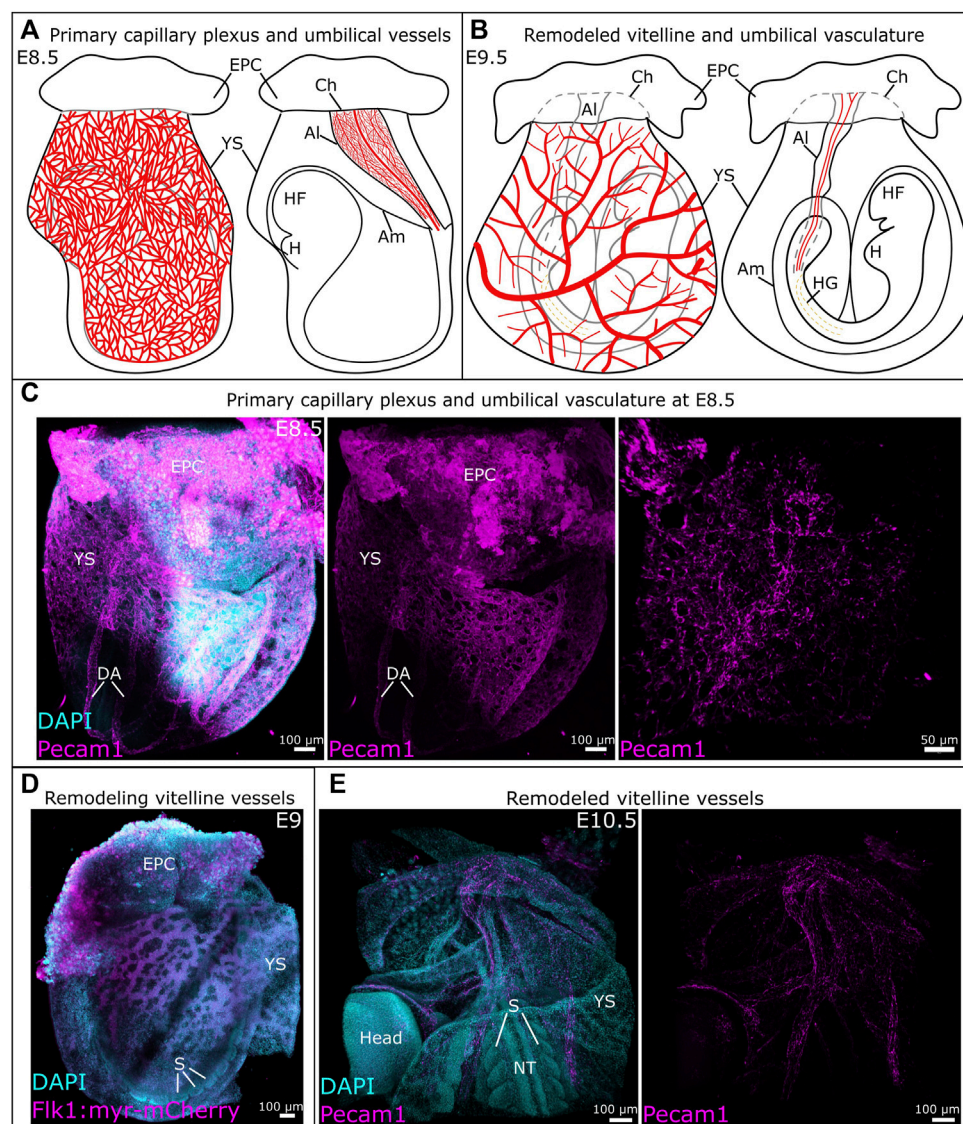 A Primary capillary plexus and umbilical vessels
E8.5
EPC
Ch
Al
YS
HF
H
Am
B Remodeled vitelline and umbilical vasculature
E9.5
EPC
Ch
Al
Al
YS
HF
H
Am
HG
C Primary capillary plexus and umbilical vasculature at E8.5
E8.5
EPC
YS
DA
DAPI
Pecam1
100 µm
EPC
YS
DA
Pecam1
100 µm
Pecam1
50 µm
D Remodeling vitelline vessels
E9
EPC
YS
S
DAPI
Flk1:myr-mCherry
100 µm
E Remodeled vitelline vessels
E10.5
S
YS
Head
NT
DAPI
Pecam1
100 µm
Pecam1
100 µm